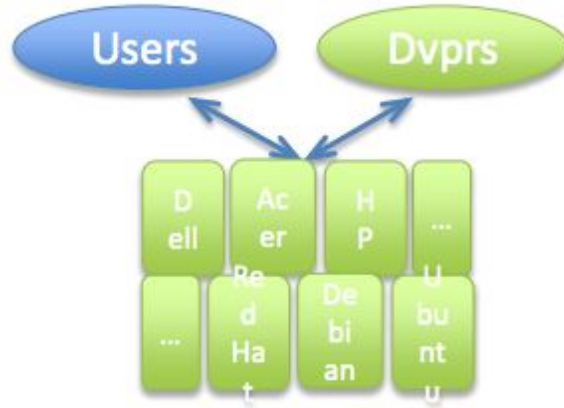 Users
Dvprs
D
ell
Ac
er
H
P
...
...
Re
d
Ha
t
De
bi
an
U
bu
nt
u